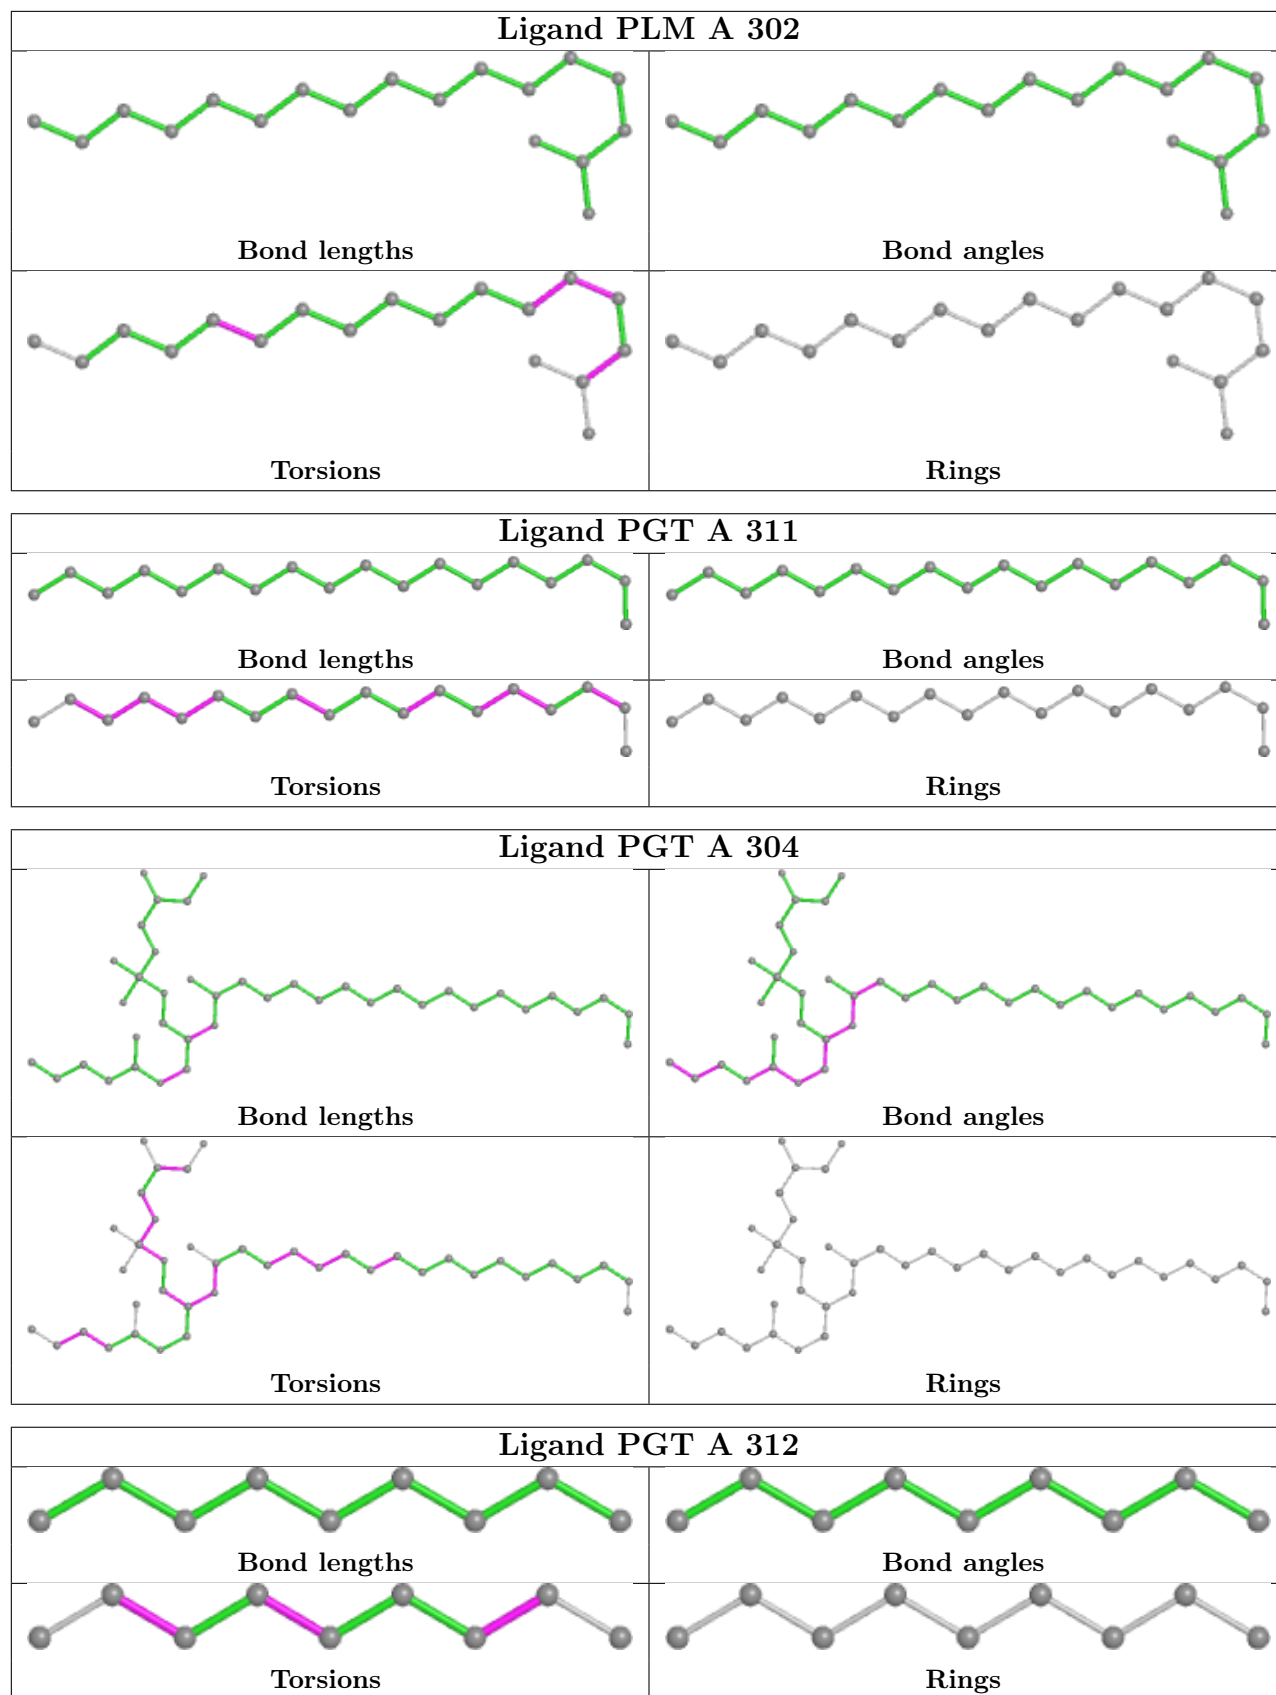 Ligand PLM A 302
Bond lengths
Bond angles
Torsions
Rings
Ligand PGT A 311
Bond lengths
Bond angles
Torsions
Rings
Ligand PGT A 304
Bond lengths
Bond angles
Torsions
Rings
Ligand PGT A 312
Bond lengths
Bond angles
Torsions
Rings